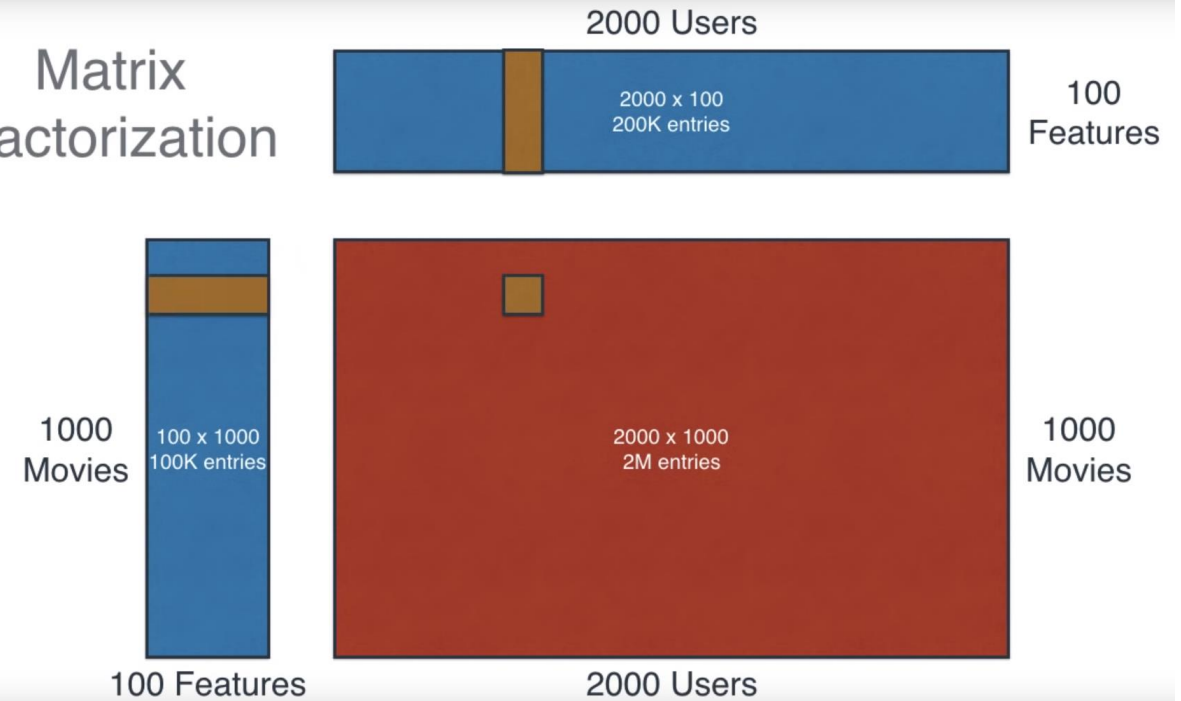 Matrix
actorization
2000 Users
2000 x 100
200K entries
100
Features
1000
Movies
100 x 1000
100K entries
2000 x 1000
2M entries
1000
Movies
100 Features
2000 Users